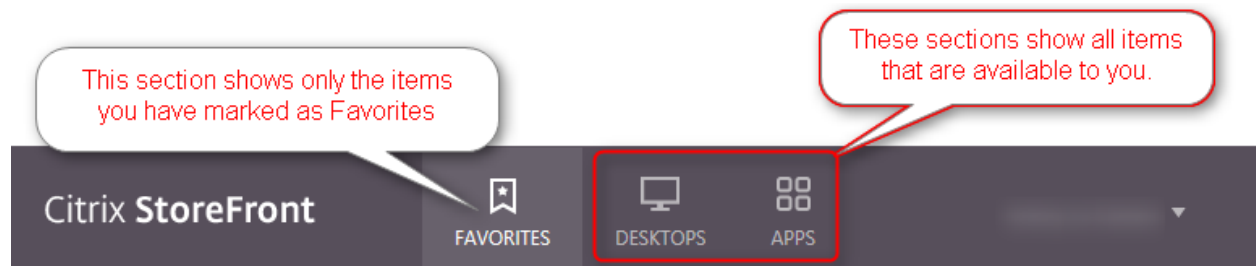 These sections show all items
that are available to you.
This section shows only the items
you have marked as Favorites
Citrix StoreFront
FAVORITES
DESKTOPS
APPS